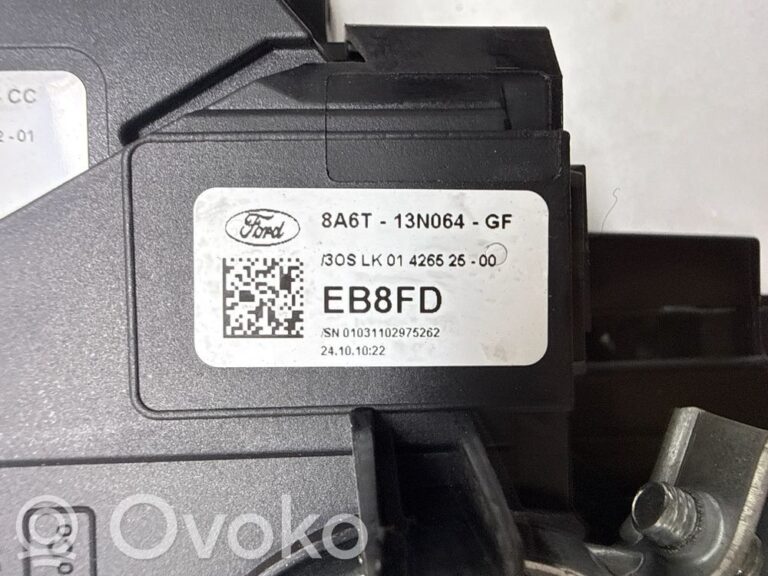 CC
2-01
Ford
8A6T - 13N064 - GF
/3OS LK 01 4265 25 - 00
EB8FD
/SN 01031102975262
24.10.10:22
Ovoko